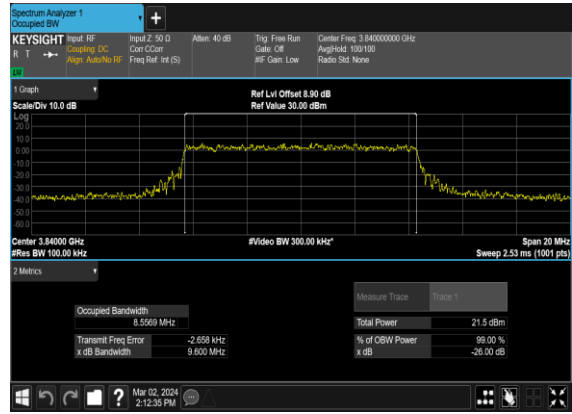 Spectrum Analyzer 1
Occupied BW
+
KEYSIGHT Input: RF Input Z: 50 Ω Atten: 40 dB Trig: Free Run Center Freq: 3.840000000 GHz
R T Coupling: DC Corr CCorr Gate: Off Avg|Hold: 100/100
Align: Auto/No RF Freq Ref: Int (S) #IF Gain: Low Radio Std: None
1 Graph
Ref Lvl Offset 8.90 dB
Scale/Div 10.0 dB Ref Value 30.00 dBm
Log
20.0
10.0
0.00
-10.0
-20.0
-30.0
-40.0
-50.0
-60.0
Center 3.84000 GHz #Video BW 300.00 kHz* Span 20 MHz
#Res BW 100.00 kHz Sweep 2.53 ms (1001 pts)
2 Metrics
Measure Trace Trace 1
Occupied Bandwidth
8.5569 MHz Total Power 21.5 dBm
Transmit Freq Error -2.658 kHz % of OBW Power 99.00 %
x dB Bandwidth 9.600 MHz x dB -26.00 dB
? Mar 02, 2024
2:12:35 PM